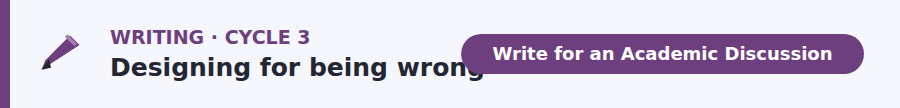 WRITING · CYCLE 3
Designing for being wrong
Write for an Academic Discussion